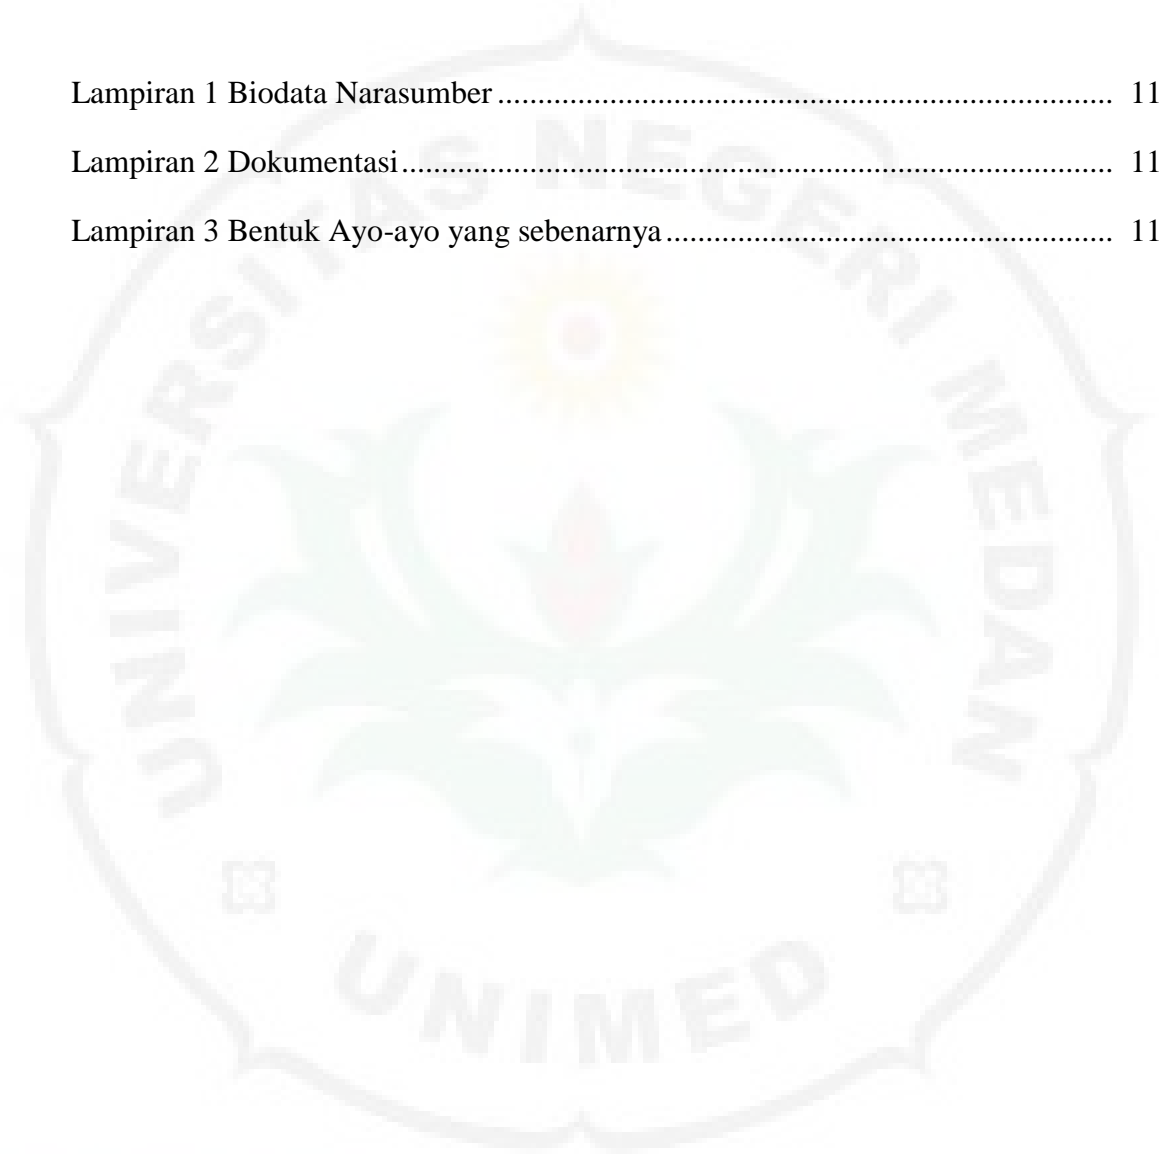 Lampiran 1 Biodata Narasumber ............................................................................ 11
Lampiran 2 Dokumentasi ........................................................................................ 11
Lampiran 3 Bentuk Ayo-ayo yang sebenarnya ....................................................... 11
UNIVERSITAS NEGERI MEDAN
UNIMED